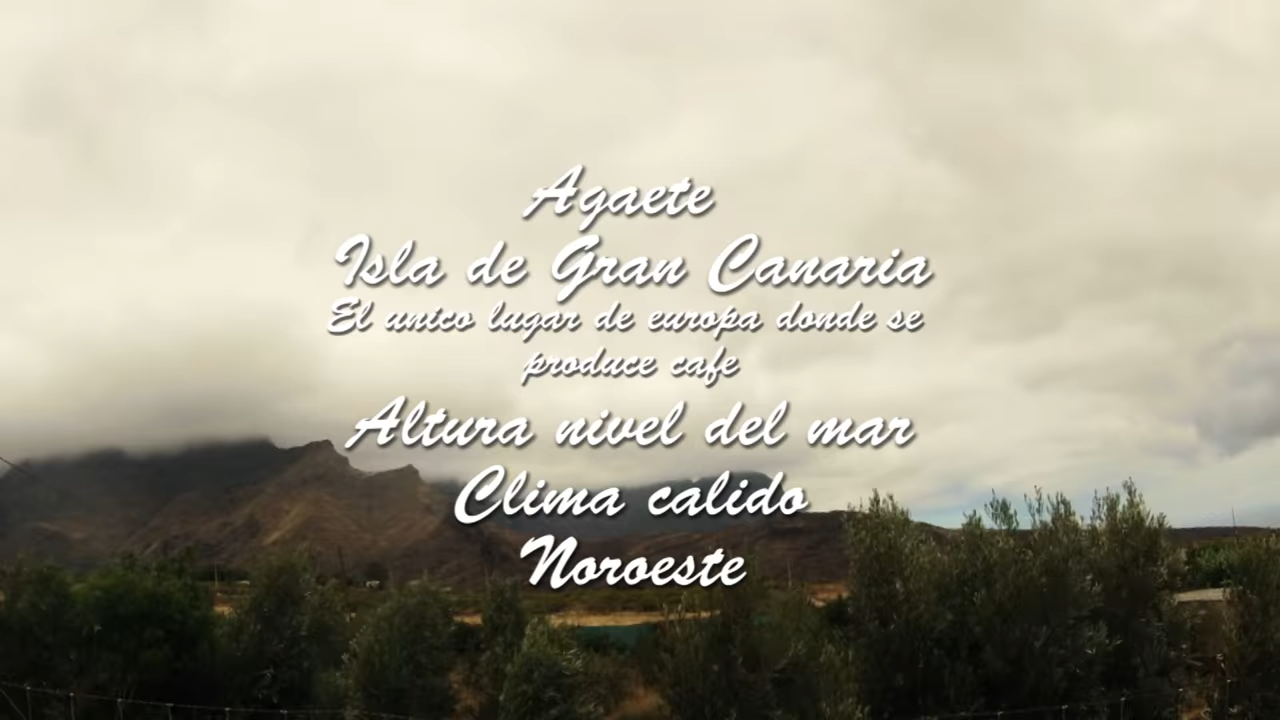 Agaete
Isla de Gran Canaria
El unico lugar de europa donde se
produce cafe
Altura nivel del mar
Clima calido
Noroeste